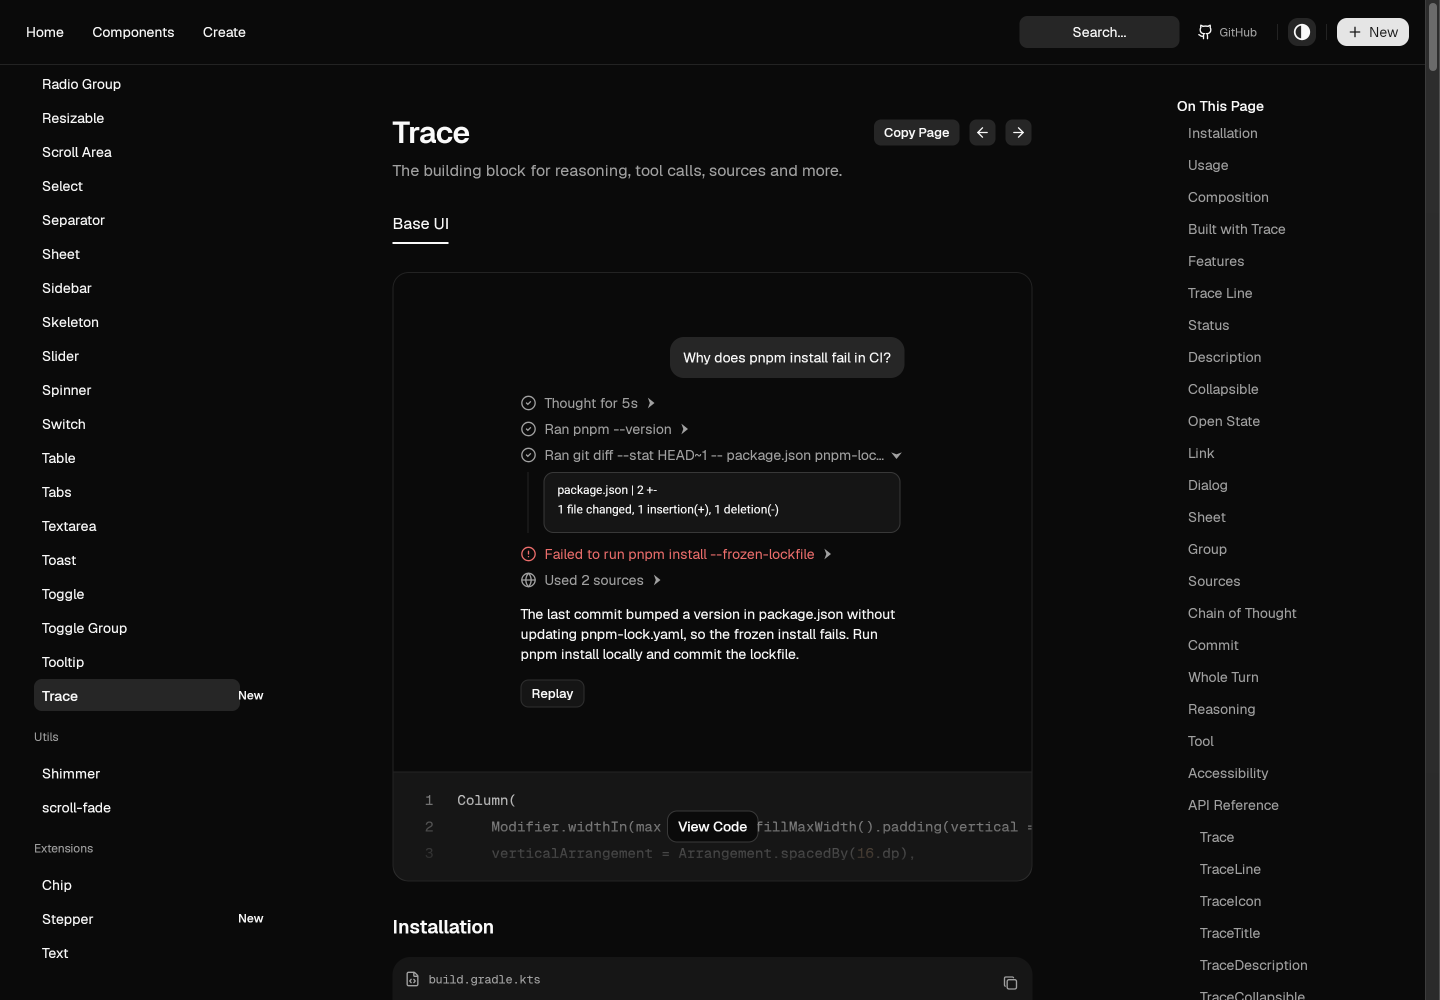 Home
Components
Create
Search...
GitHub
New
Radio Group
Resizable
Scroll Area
Select
Separator
Sheet
Sidebar
Skeleton
Slider
Spinner
Switch
Table
Tabs
Textarea
Toast
Toggle
Toggle Group
Tooltip
Trace New
Utils
Shimmer
scroll-fade
Extensions
Chip
Stepper New
Text
Trace
Copy Page
The building block for reasoning, tool calls, sources and more.
Base UI
Why does pnpm install fail in CI?
Thought for 5s
Ran pnpm --version
Ran git diff --stat HEAD~1 -- package.json pnpm-loc...
package.json | 2 +-
1 file changed, 1 insertion(+), 1 deletion(-)
Failed to run pnpm install --frozen-lockfile
Used 2 sources
The last commit bumped a version in package.json without
updating pnpm-lock.yaml, so the frozen install fails. Run
pnpm install locally and commit the lockfile.
Replay
1 Column(
2 Modifier.widthIn(max
View Code
fillMaxWidth().padding(vertical =
3 verticalArrangement = Arrangement.spacedBy(16.dp),
Installation
build.gradle.kts
On This Page
Installation
Usage
Composition
Built with Trace
Features
Trace Line
Status
Description
Collapsible
Open State
Link
Dialog
Sheet
Group
Sources
Chain of Thought
Commit
Whole Turn
Reasoning
Tool
Accessibility
API Reference
Trace
TraceLine
TraceIcon
TraceTitle
TraceDescription
TraceCollapsible